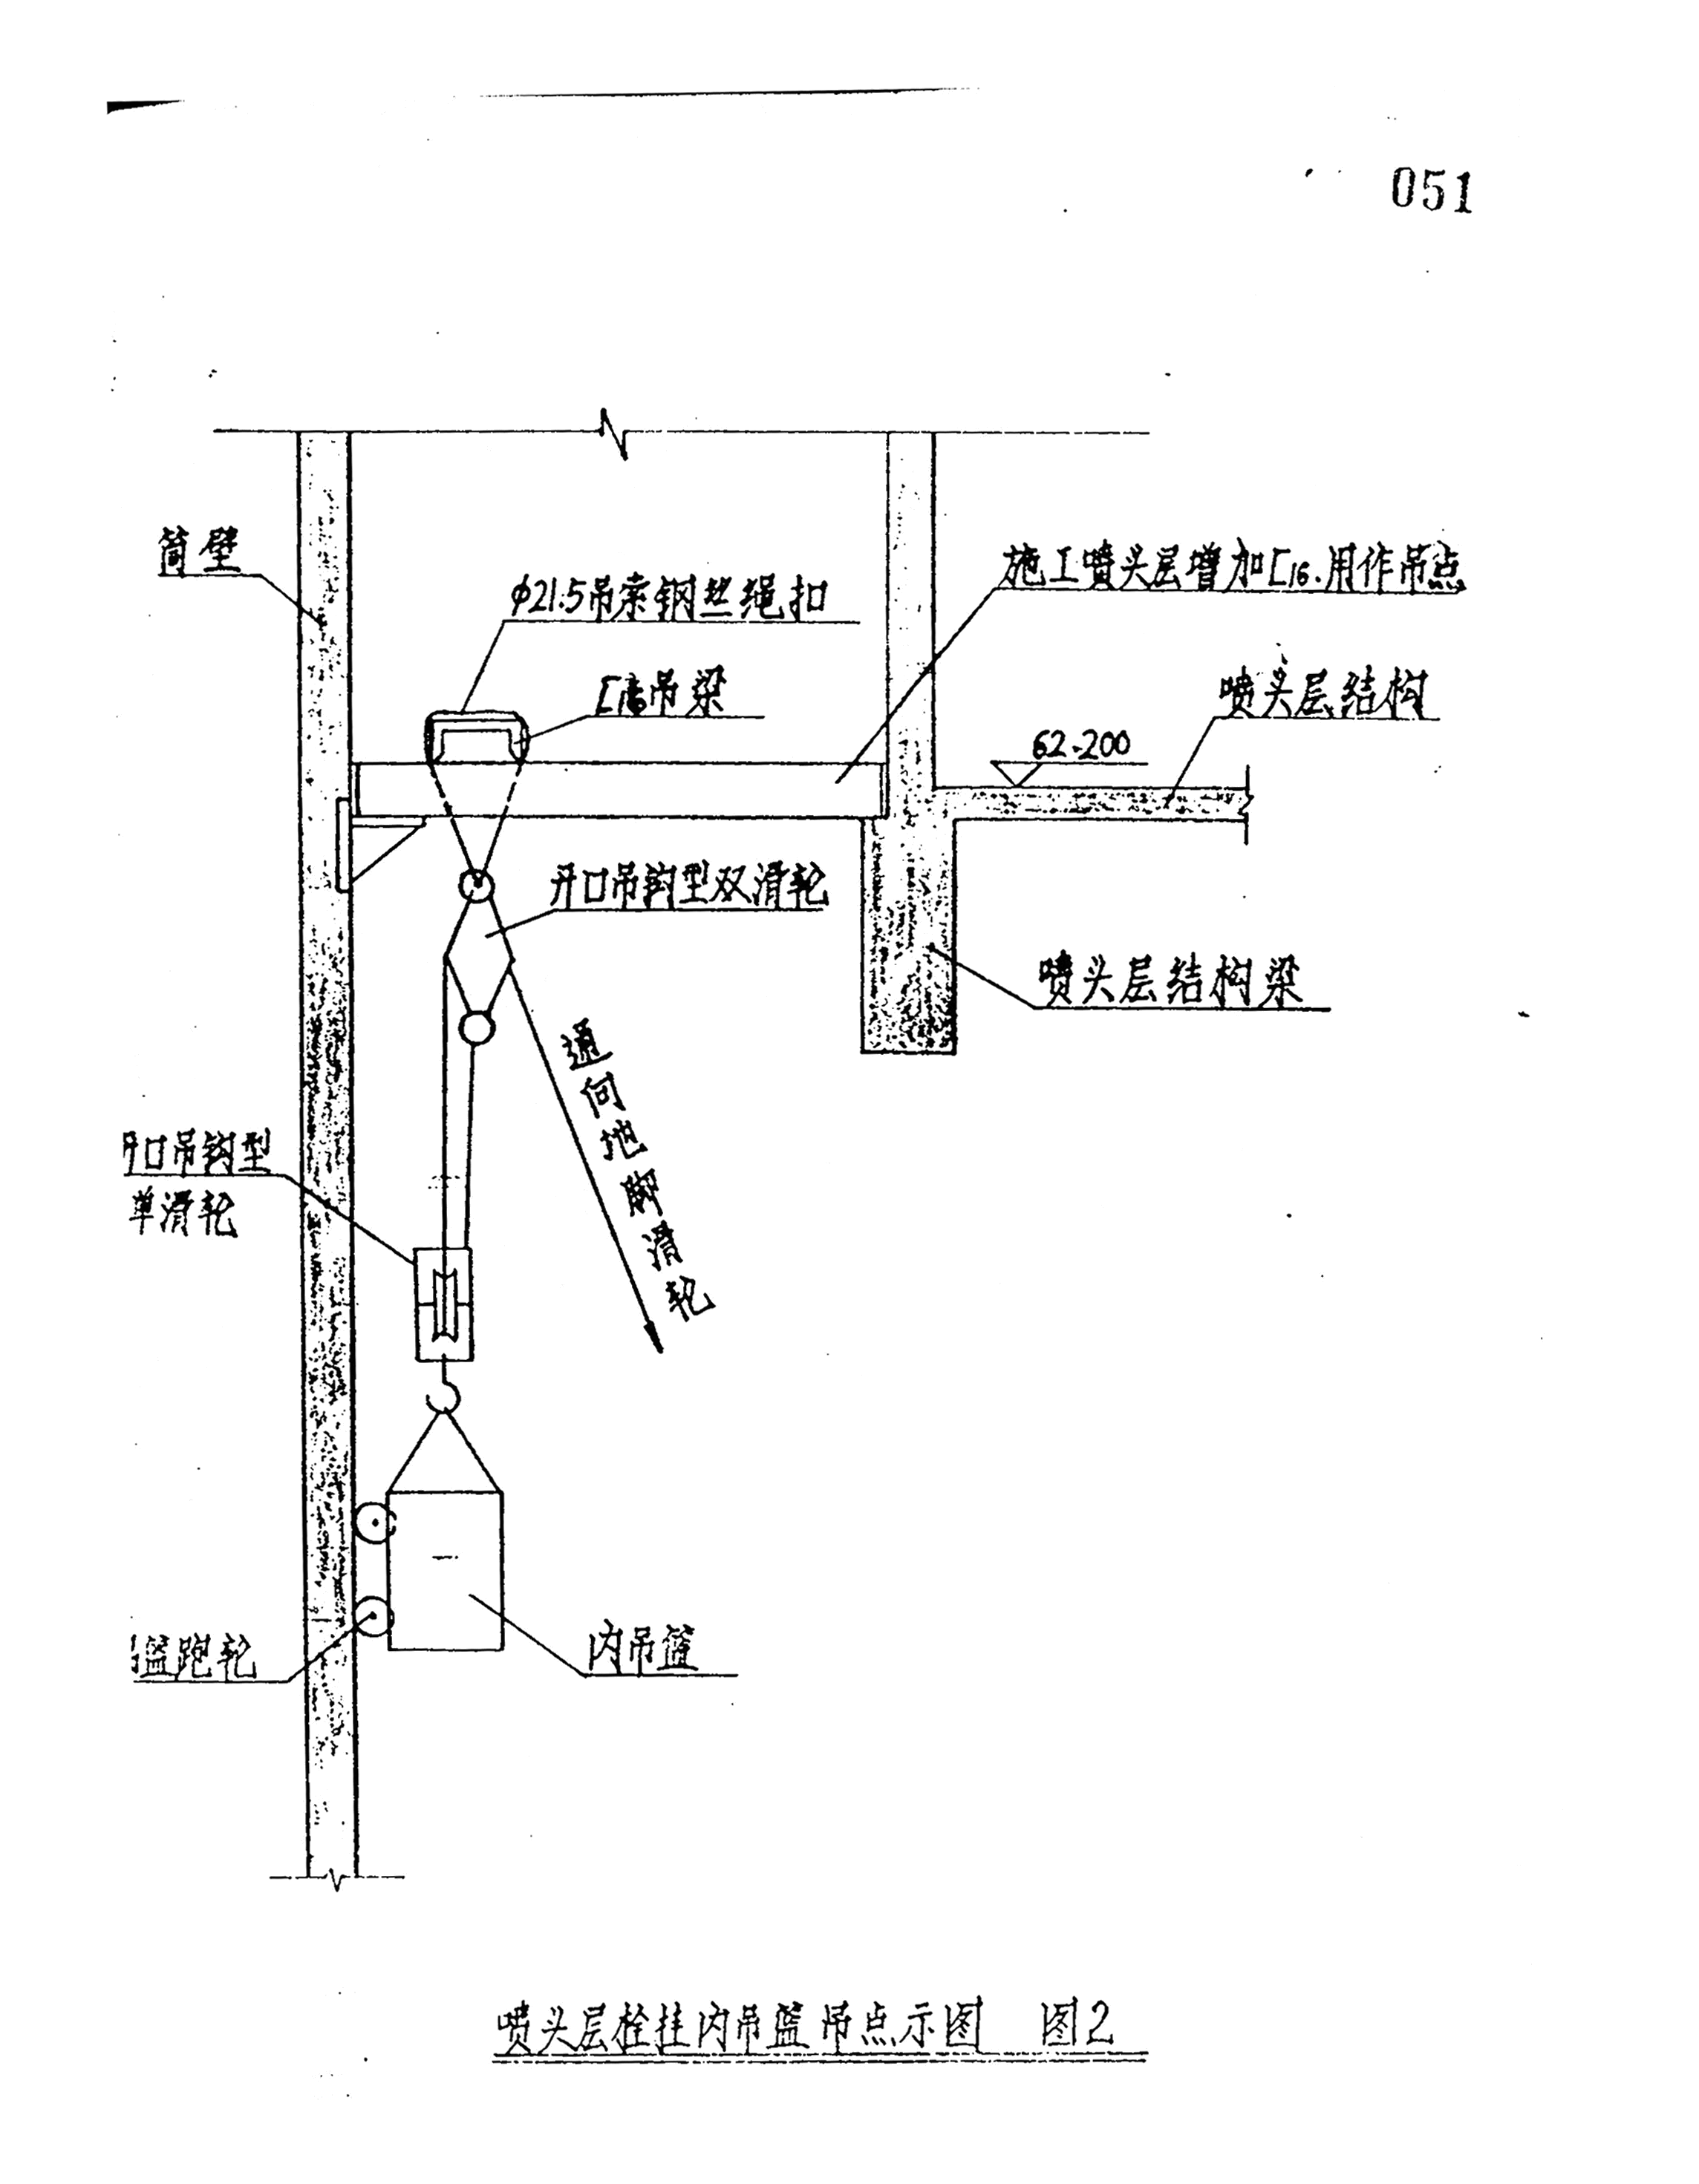 051
筒壁
施工喷头层增加[16.用作吊点
φ21.5吊索钢丝绳扣
吊梁
喷头层结构
62.200
开口吊钩型双滑轮
喷头层结构梁
通向地脚滑轮
开口吊钩型
单滑轮
篮跑轮
内吊篮
喷头层栓挂内吊篮吊点示图 图2